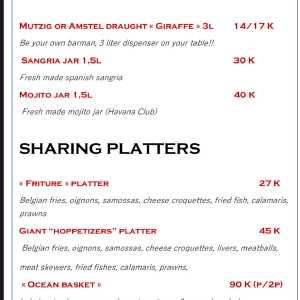 Mutzig or Amstel draught « Giraffe » 3l 14/17 K
Be your own barman, 3 liter dispenser on your table!!
Sangria jar 1,5l 30 K
Fresh made spanish sangria
Mojito jar 1,5l 40 K
Fresh made mojito jar (Havana Club)
SHARING PLATTERS
« Friture » platter 27 K
Belgian fries, oignons, samossas, cheese croquettes, fried fish, calamaris,
prawns
Giant “hoppetizers” platter 45 K
Belgian fries, oignons, samossas, cheese croquettes, livers, meatballs,
meat skewers, fried fishes, calamaris, prawns,
« Ocean basket » 90 K (p/2p)